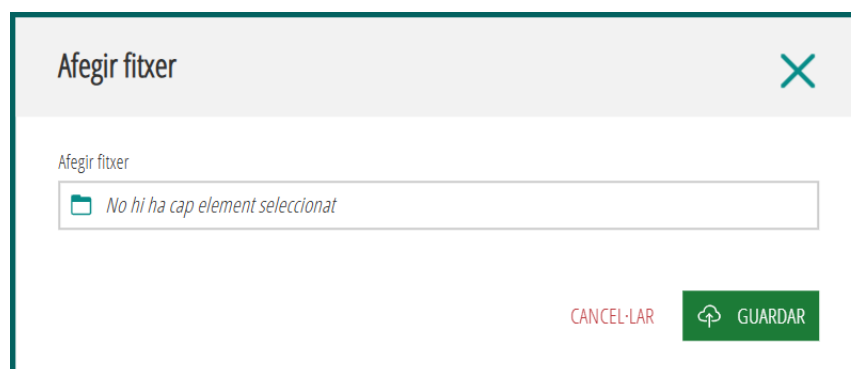 Afegir fitxer
Afegir fitxer
No hi ha cap element seleccionat
CANCEL·LAR GUARDAR